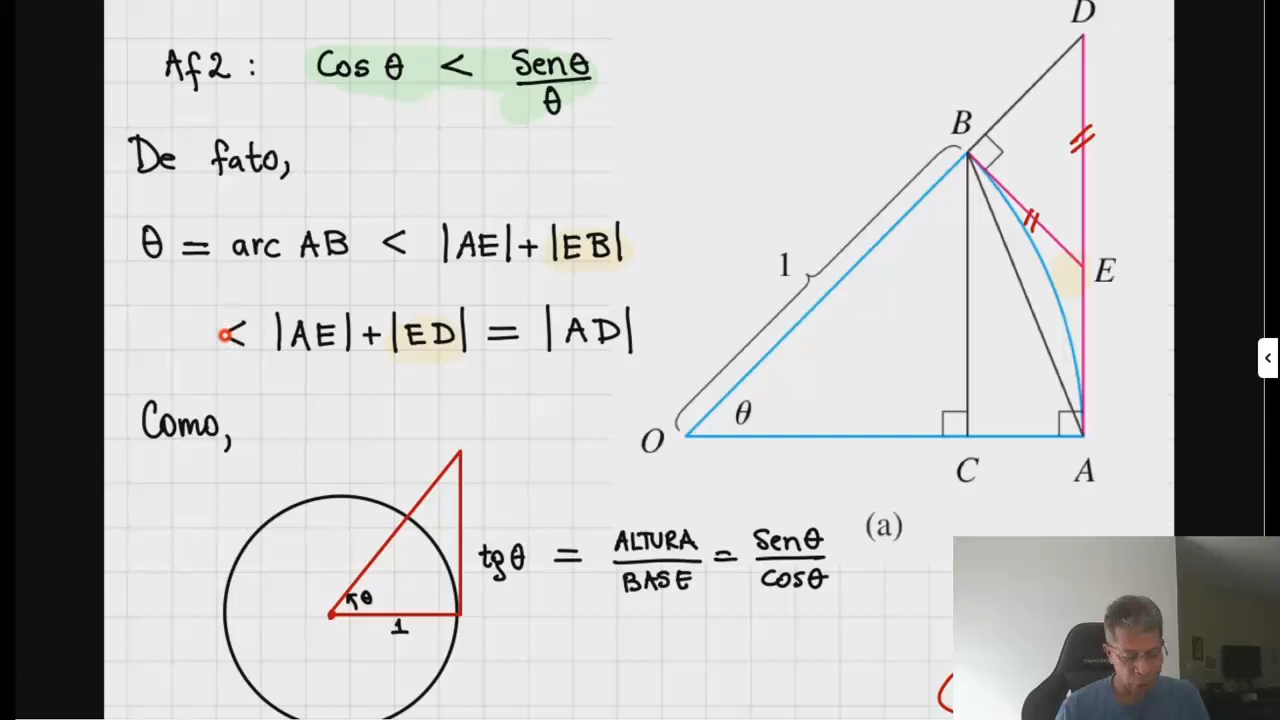 Af2: Cos θ < Senθ/θ
De fato,
θ = arc AB < |AE| + |EB|
< |AE| + |ED| = |AD|
Como,
θ
1
tgθ = ALTURA/BASE = Senθ/cosθ
D
B
1
E
θ
O
C
A
(a)